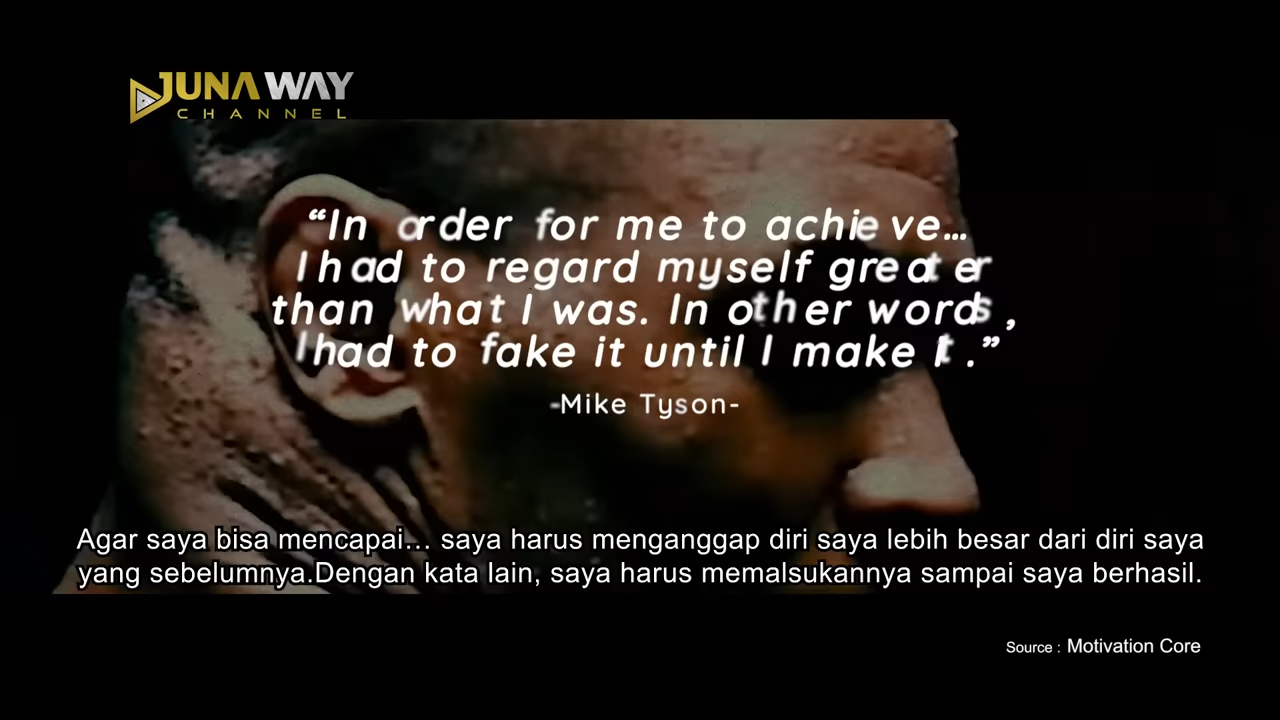 JUNA WAY
CHANNEL
“In order for me to achieve...
I had to regard myself greater
than what I was. In other words,
I had to fake it until I make it.”
-Mike Tyson-
Agar saya bisa mencapai... saya harus menganggap diri saya lebih besar dari diri saya
yang sebelumnya.Dengan kata lain, saya harus memalsukannya sampai saya berhasil.
Source : Motivation Core